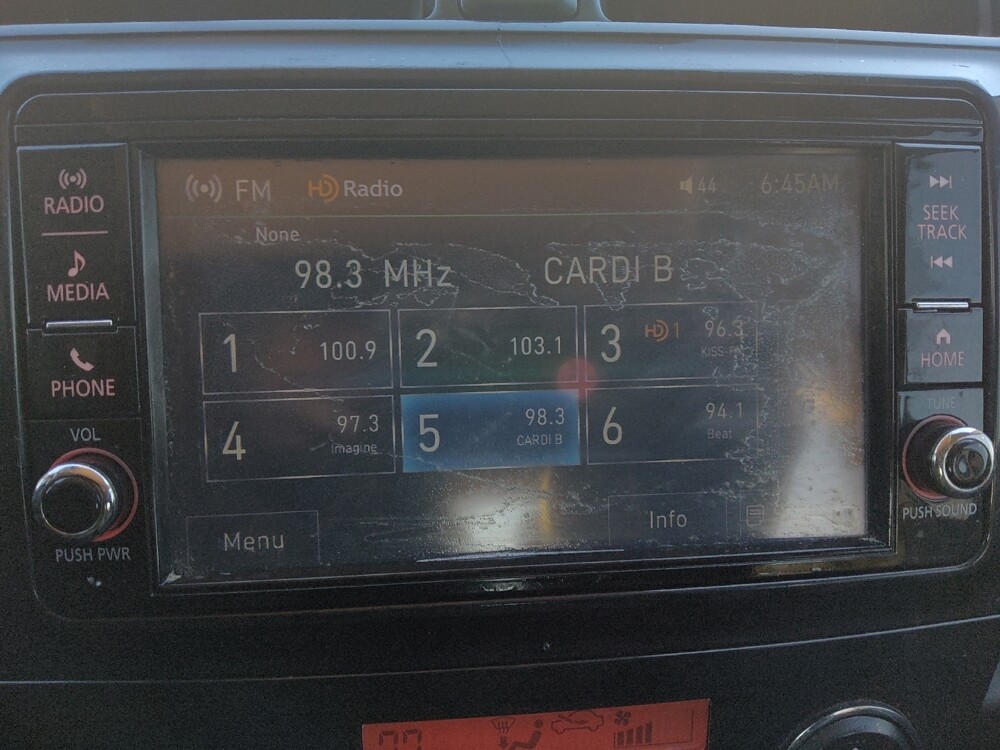 RADIO
MEDIA
PHONE
VOL
PUSH PWR
FM HD Radio 44 6:45AM
None
98.3 MHz CARDI B
1 100.9
2 103.1
3 HD 1 96.3
4 97.3
Imagine
5 98.3
CARDI B
6 94.1
Beat
Menu
Info
SEEK
TRACK
HOME
TUNE
PUSH SOUND